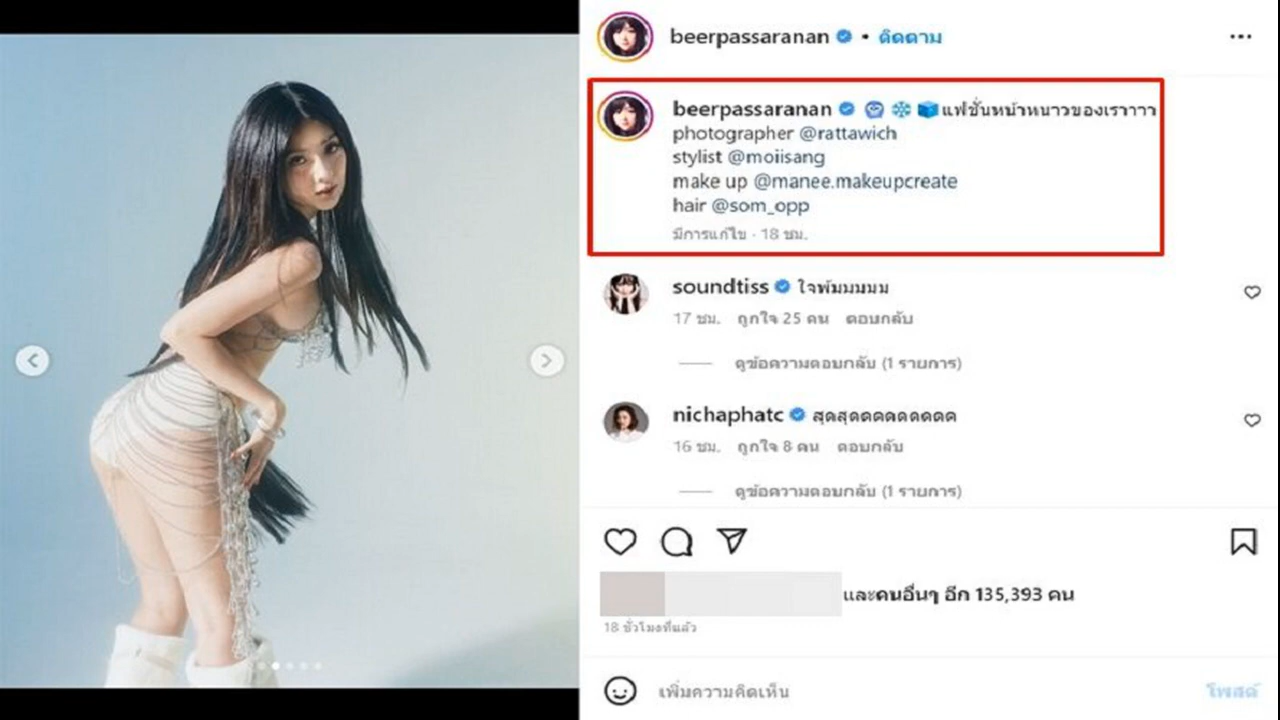 beerpassaranan • ติดตาม
beerpassaranan แฟชั่นหน้าหนาวของเราาาา
photographer @rattawich
stylist @moiisang
make up @manee.makeupcreate
hair @som_opp
มีการแก้ไข · 18 ชม.
soundtiss ใจพัมมมมม
17 ชม. ถูกใจ 25 คน ตอบกลับ
ดูข้อความตอบกลับ (1 รายการ)
nichaphatc สุดสุดดดดดดดดด
16 ชม. ถูกใจ 8 คน ตอบกลับ
ดูข้อความตอบกลับ (1 รายการ)
และคนอื่นๆ อีก 135,393 คน
18 ชั่วโมงที่แล้ว
เพิ่มความคิดเห็น
โพสต์